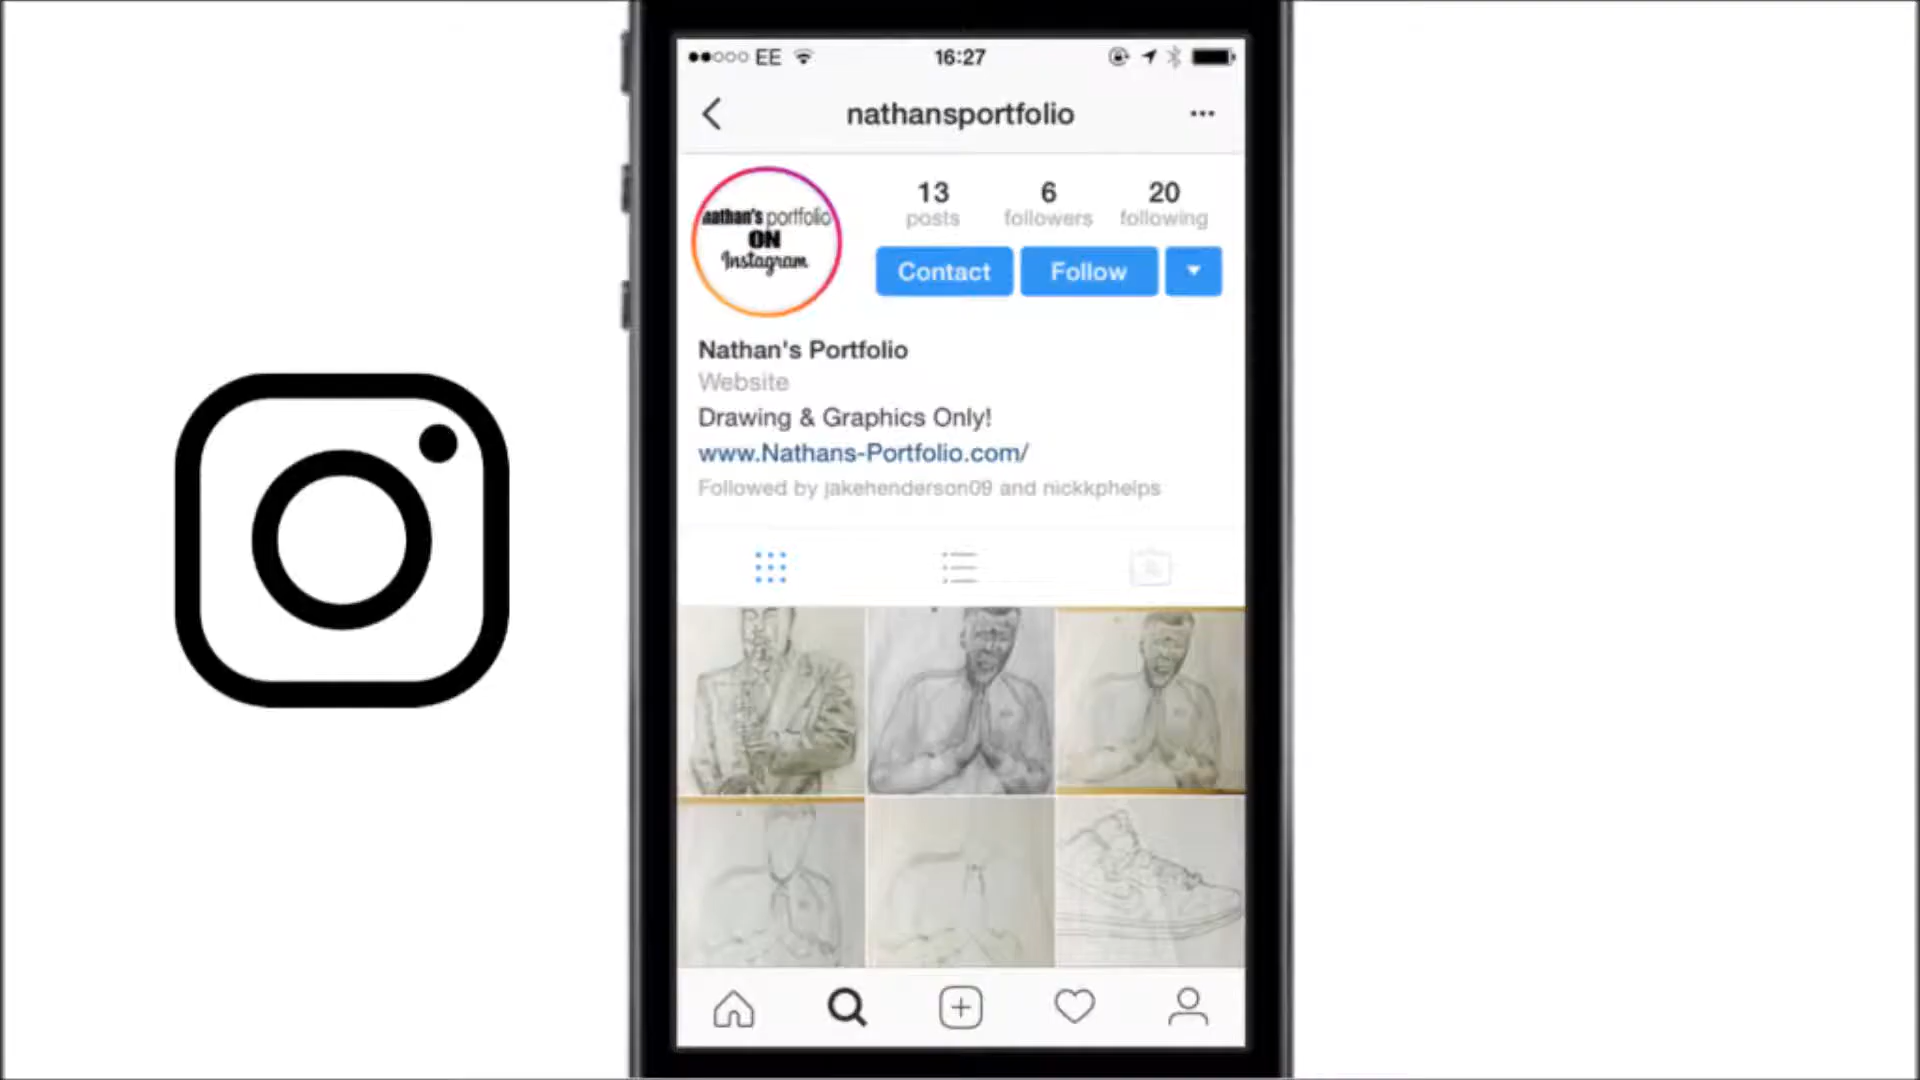 EE 16:27
nathansportfolio
nathan's portfolio
ON
Instagram
13 6 20
posts followers following
Contact Follow
Nathan's Portfolio
Website
Drawing & Graphics Only!
www.Nathans-Portfolio.com/
Followed by jakehenderson09 and nickkphelps